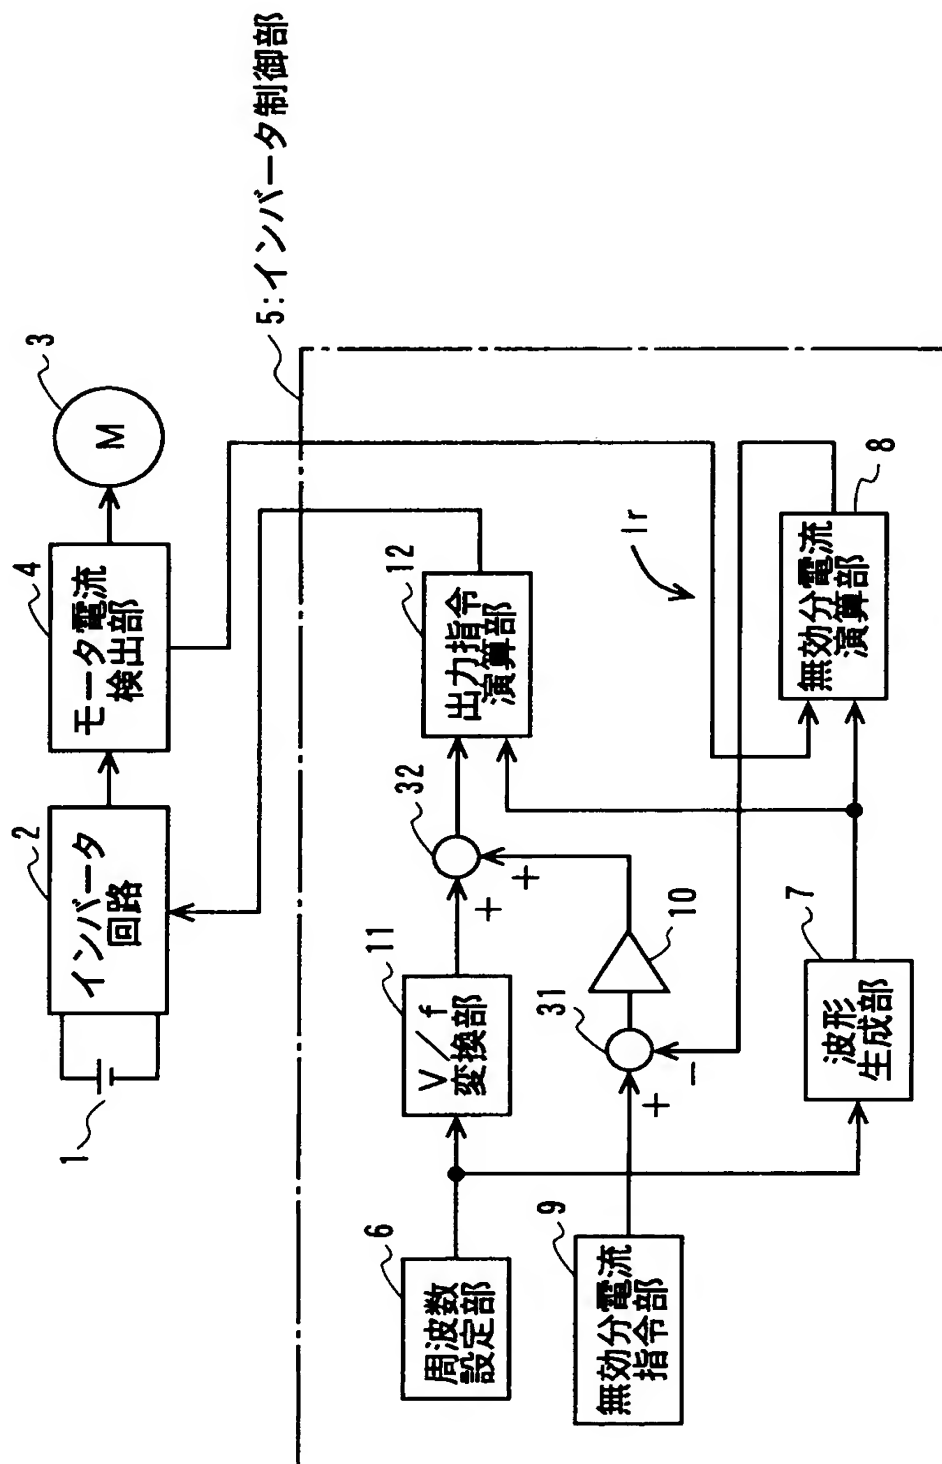 1
2
インバータ
回路
4
モータ電流
検出部
3
M
5:インバータ制御部
6
周波数
設定部
11
V/f
変換部
32
+
+
12
出力指令
演算部
9
無効分電流
指令部
31
+
−
10
Ir
7
波形
生成部
8
無効分電流
演算部